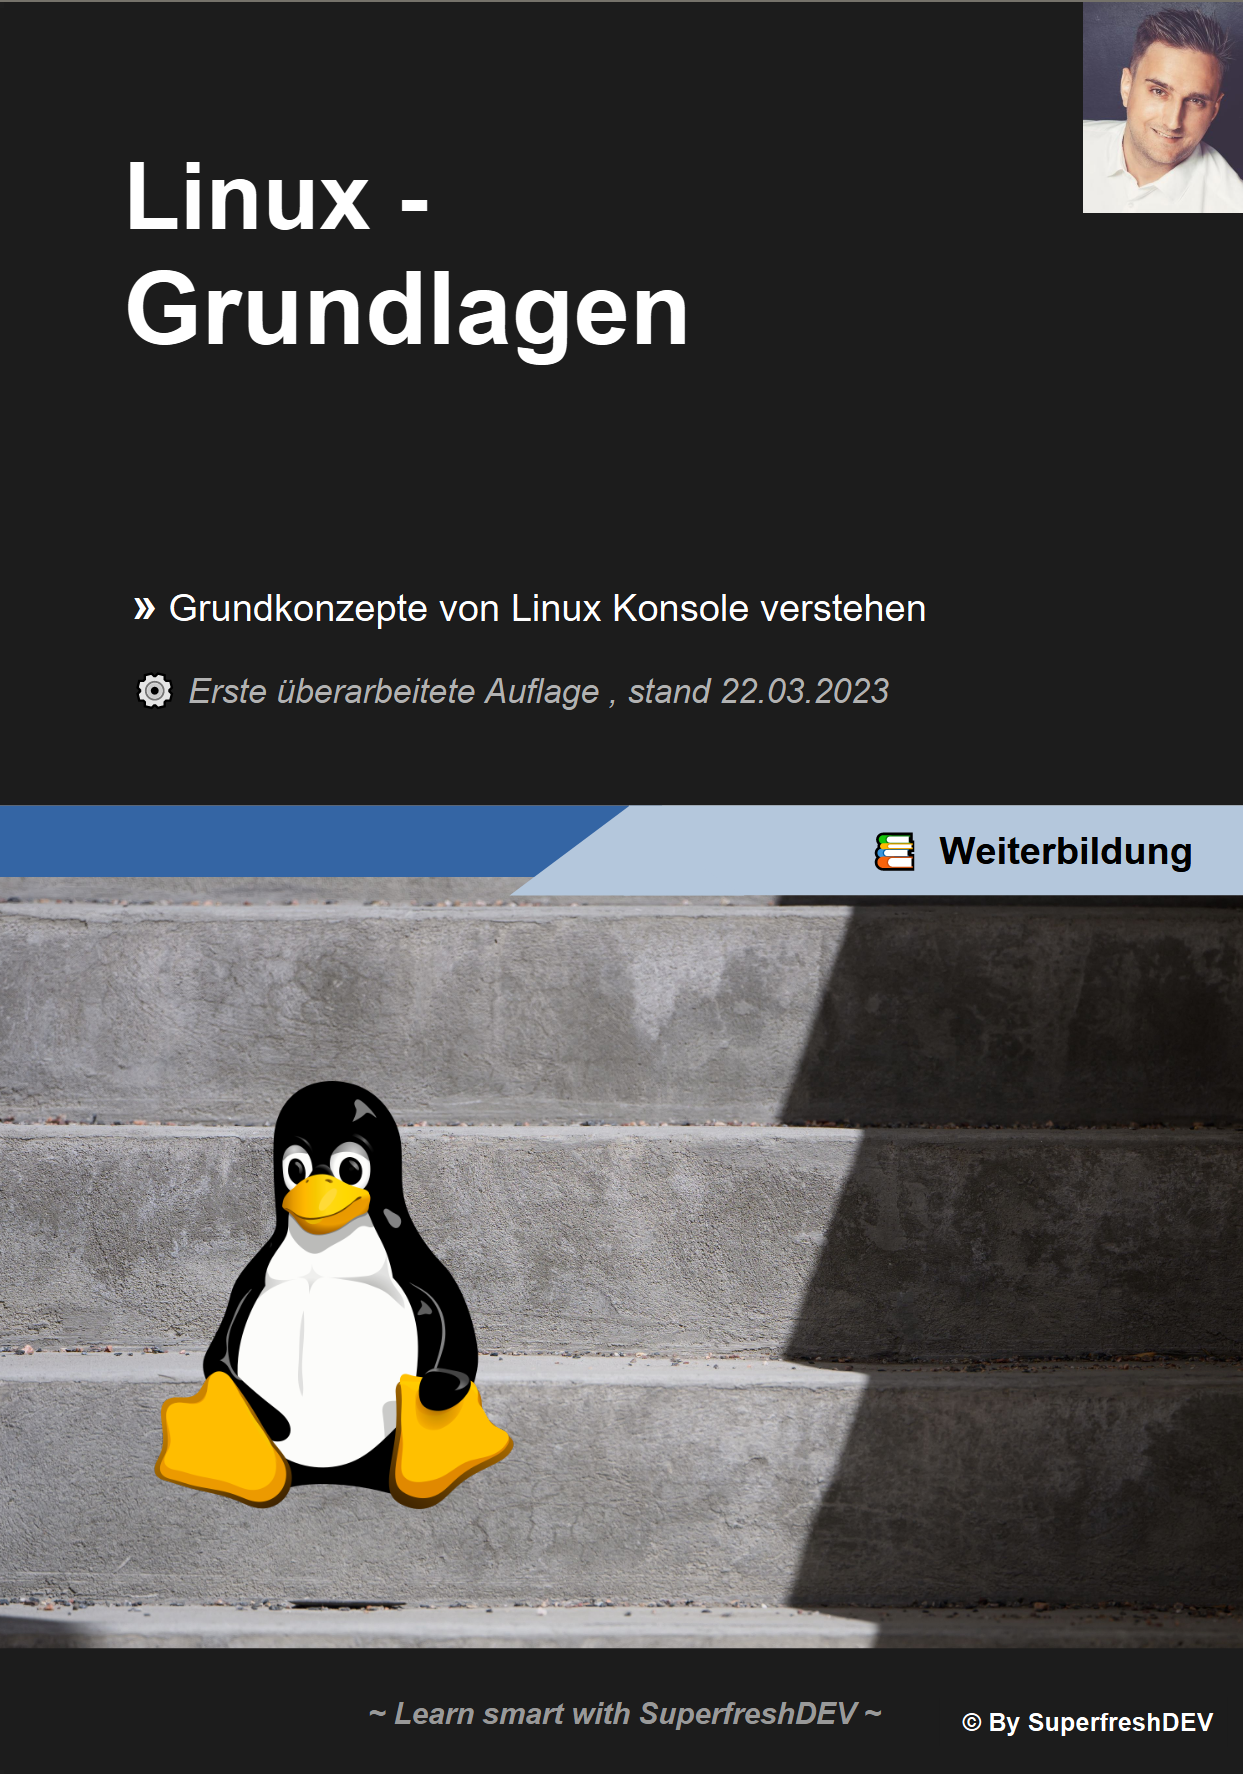 Linux -
Grundlagen
» Grundkonzepte von Linux Konsole verstehen
Erste überarbeitete Auflage , stand 22.03.2023
Weiterbildung
~ Learn smart with SuperfreshDEV ~
© By SuperfreshDEV